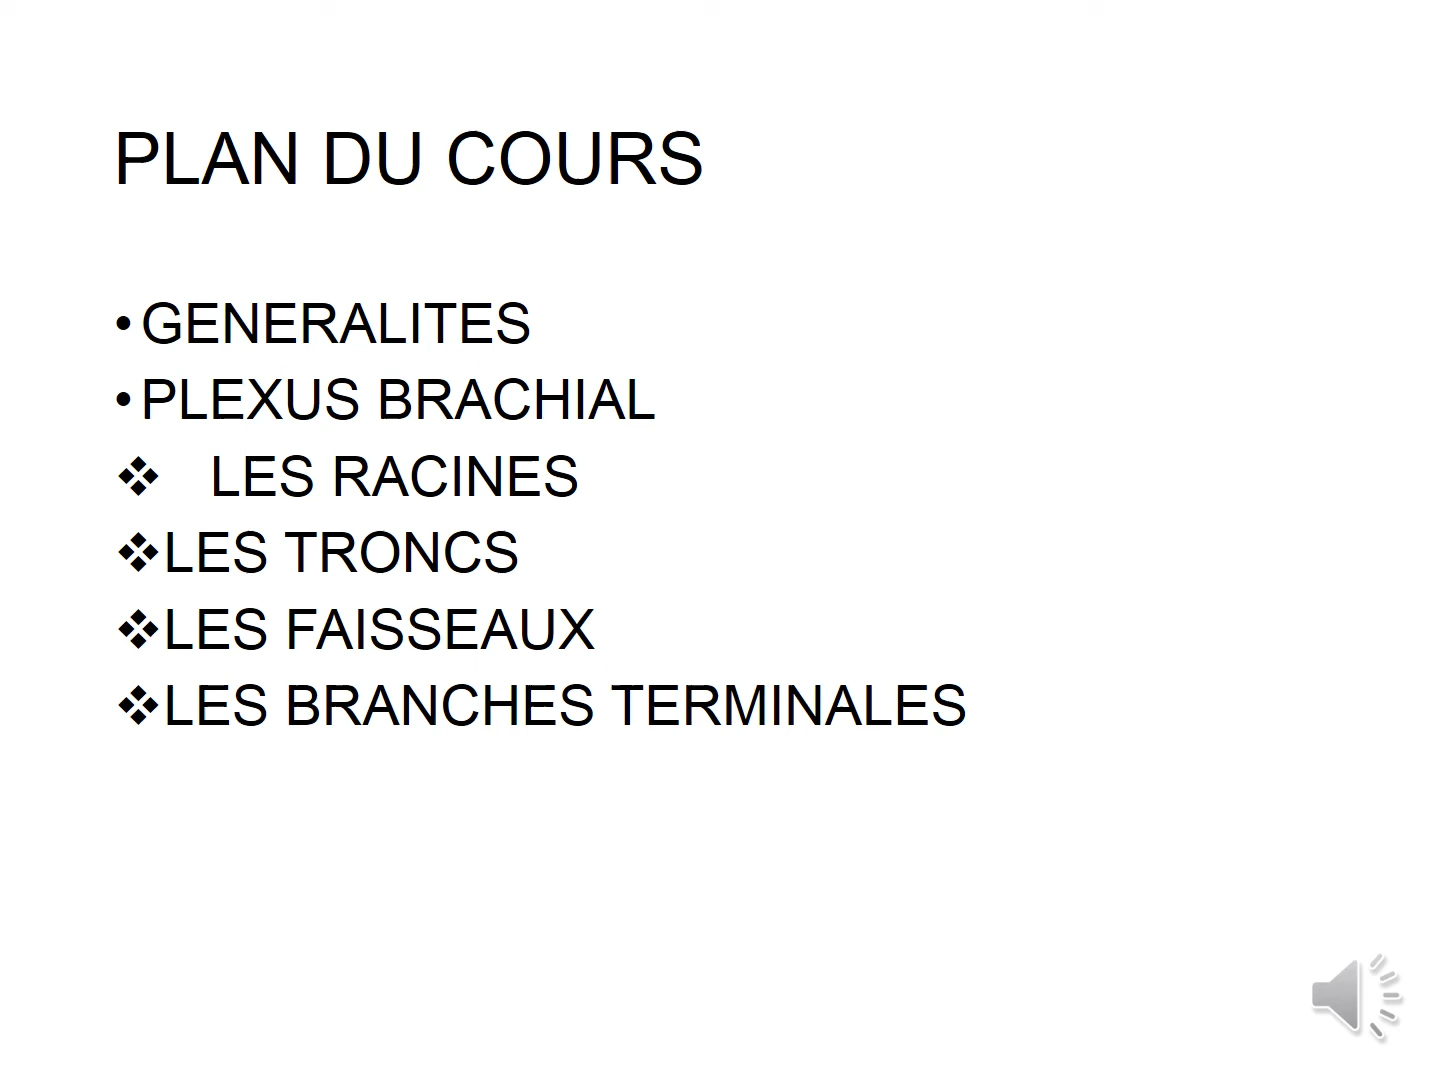 PLAN DU COURS
• GENERALITES
• PLEXUS BRACHIAL
❖ LES RACINES
❖LES TRONCS
❖LES FAISSEAUX
❖LES BRANCHES TERMINALES